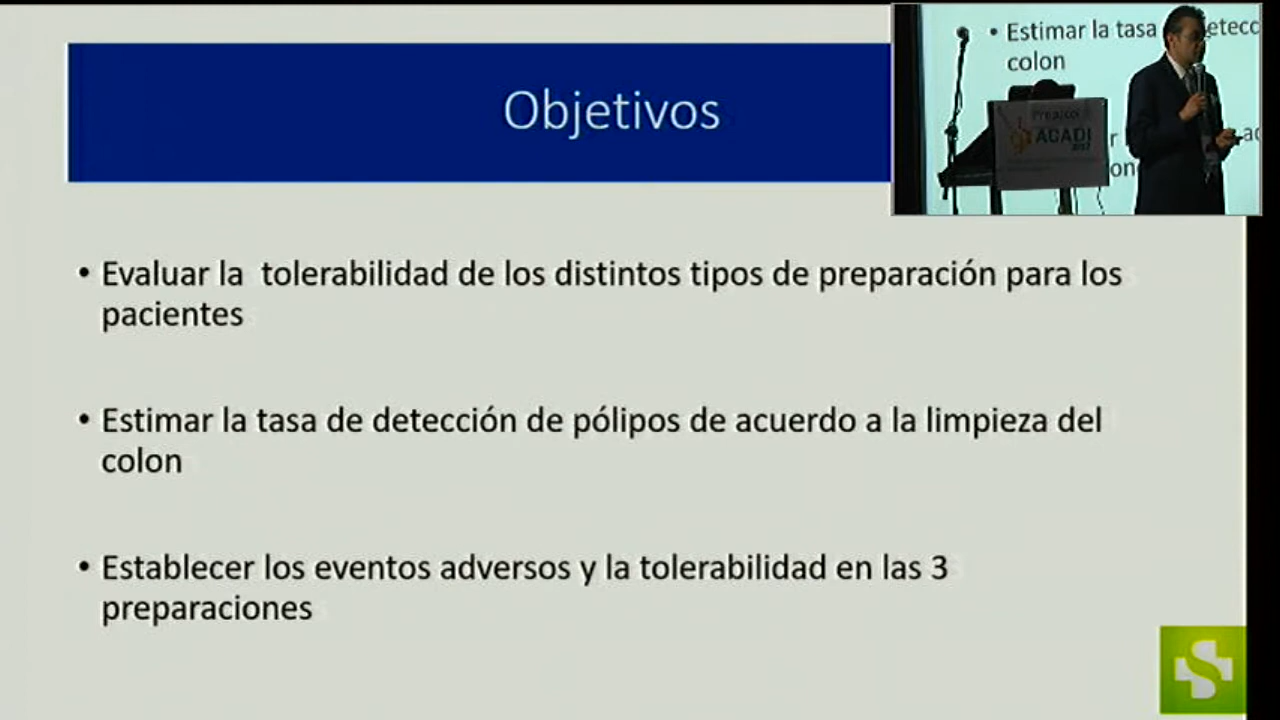 Objetivos
• Evaluar la tolerabilidad de los distintos tipos de preparación para los
pacientes
• Estimar la tasa de detección de pólipos de acuerdo a la limpieza del
colon
• Establecer los eventos adversos y la tolerabilidad en las 3
preparaciones
• Estimar la tasa
colon
ACADI